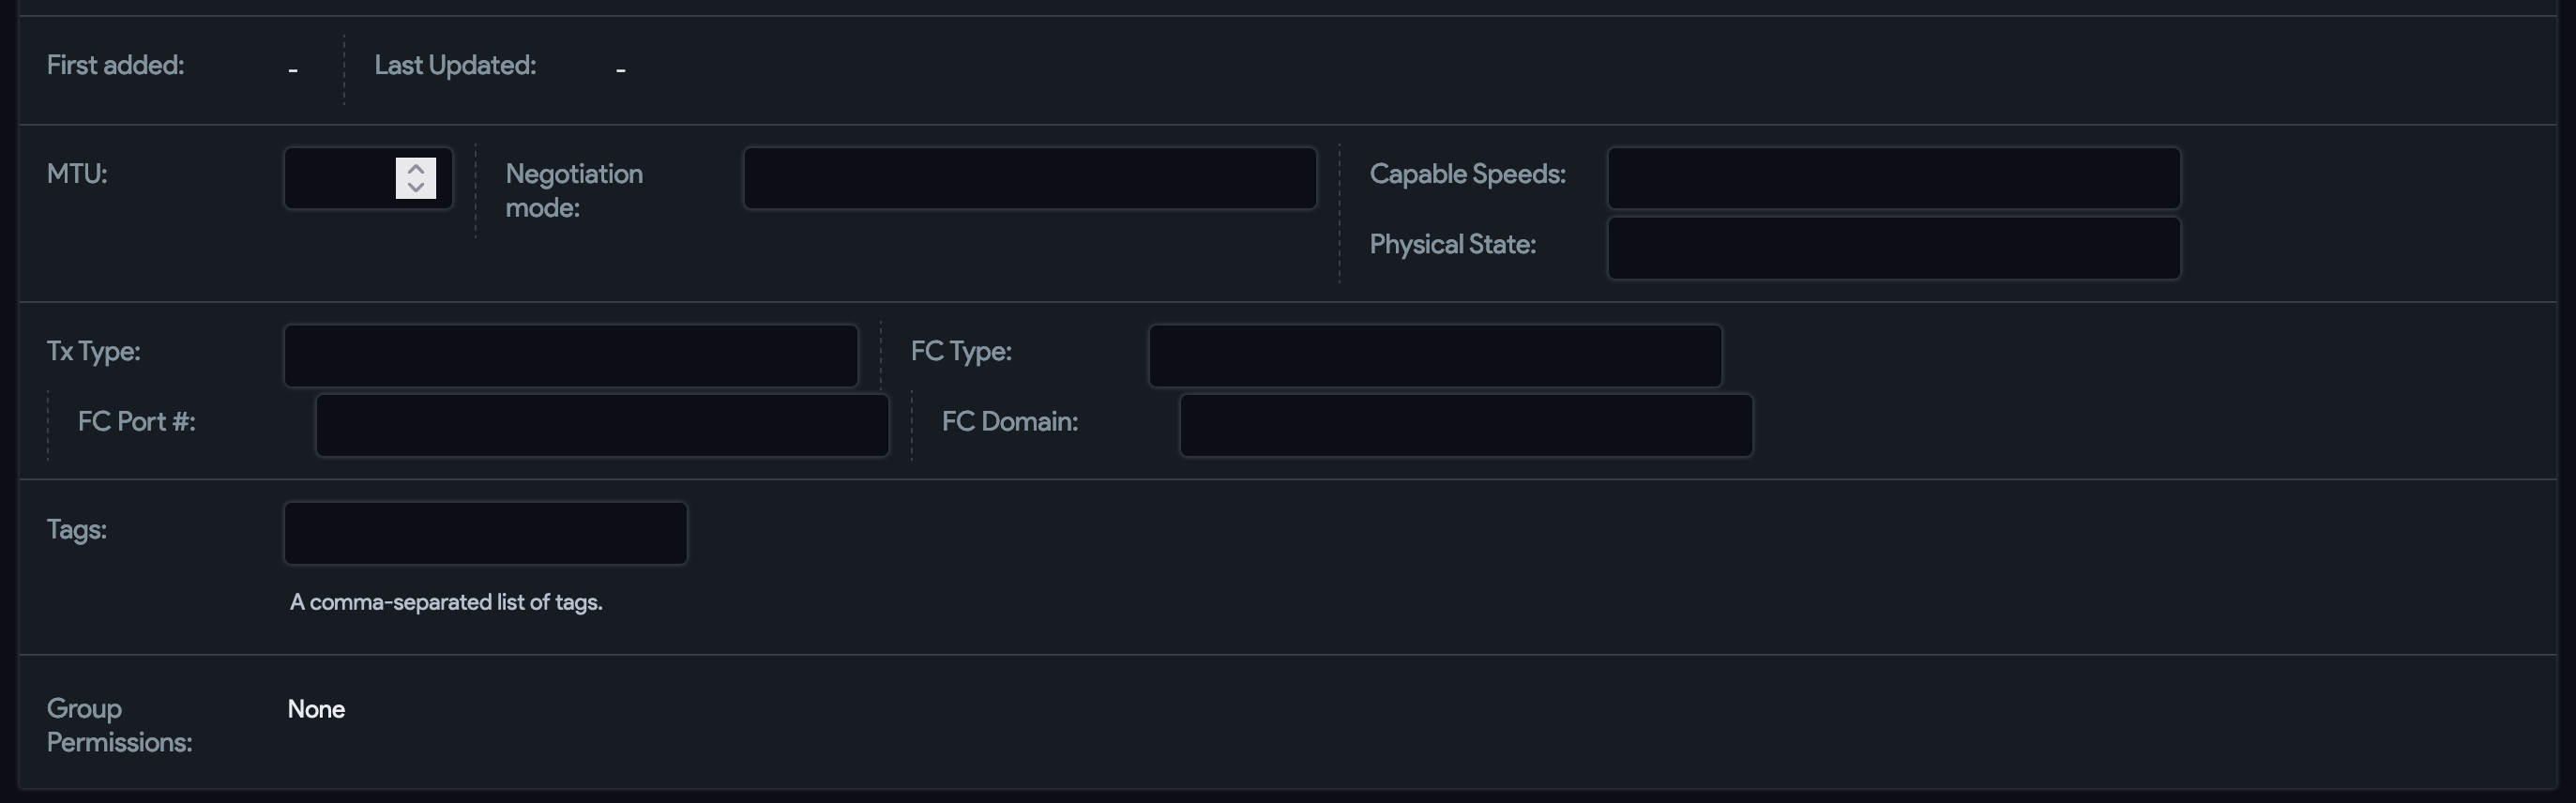 First added: - Last Updated: -
MTU: Negotiation mode: Capable Speeds:
Physical State:
Tx Type: FC Type:
FC Port #: FC Domain:
Tags:
A comma-separated list of tags.
Group Permissions: None